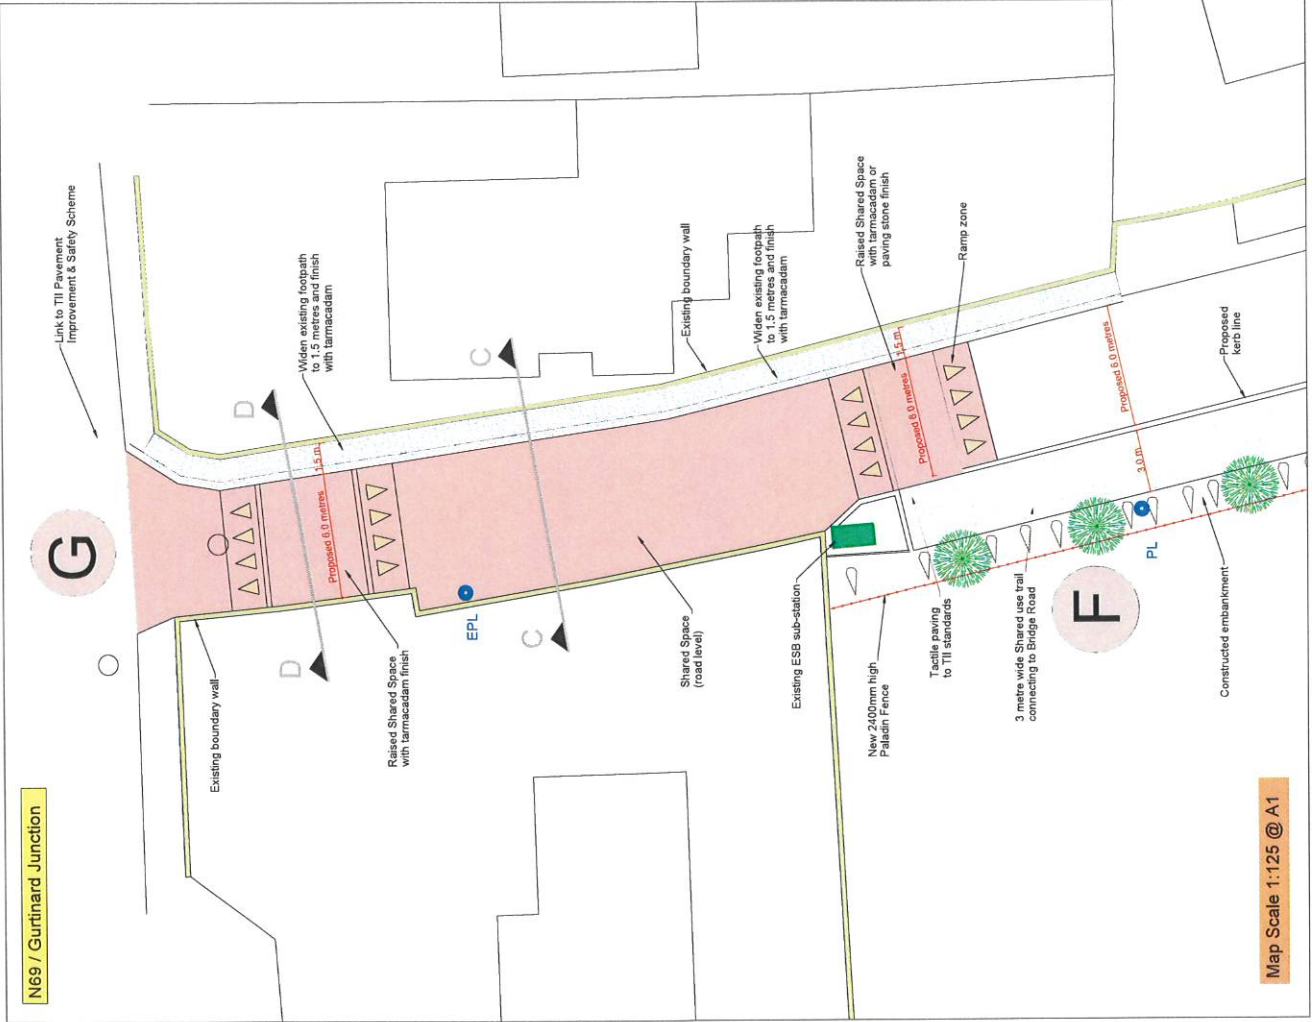 N69 / Gurtinard Junction
G
Link to TII Pavement
Improvement & Safety Scheme
Widen existing footpath
to 1.5 metres and finish
with tarmacadam
D
C
Existing boundary wall
Widen existing footpath
to 1.5 metres and finish
with tarmacadam
Raised Shared Space
with tarmacadam or
paving stone finish
Ramp zone
Proposed
kerb line
Proposed 6.0 metres
1.5 m
Proposed 6.0 metres
1.5 m
Proposed 6.0 metres
3.0 m
EPL
D
C
Existing boundary wall
Raised Shared Space
with tarmacadam finish
Shared Space
(road level)
Existing ESB sub-station
New 2400mm high
Paladin Fence
Tactile paving
to TII standards
3 metre wide Shared use trail
connecting to Bridge Road
F
PL
Constructed embankment
Map Scale 1:125 @ A1